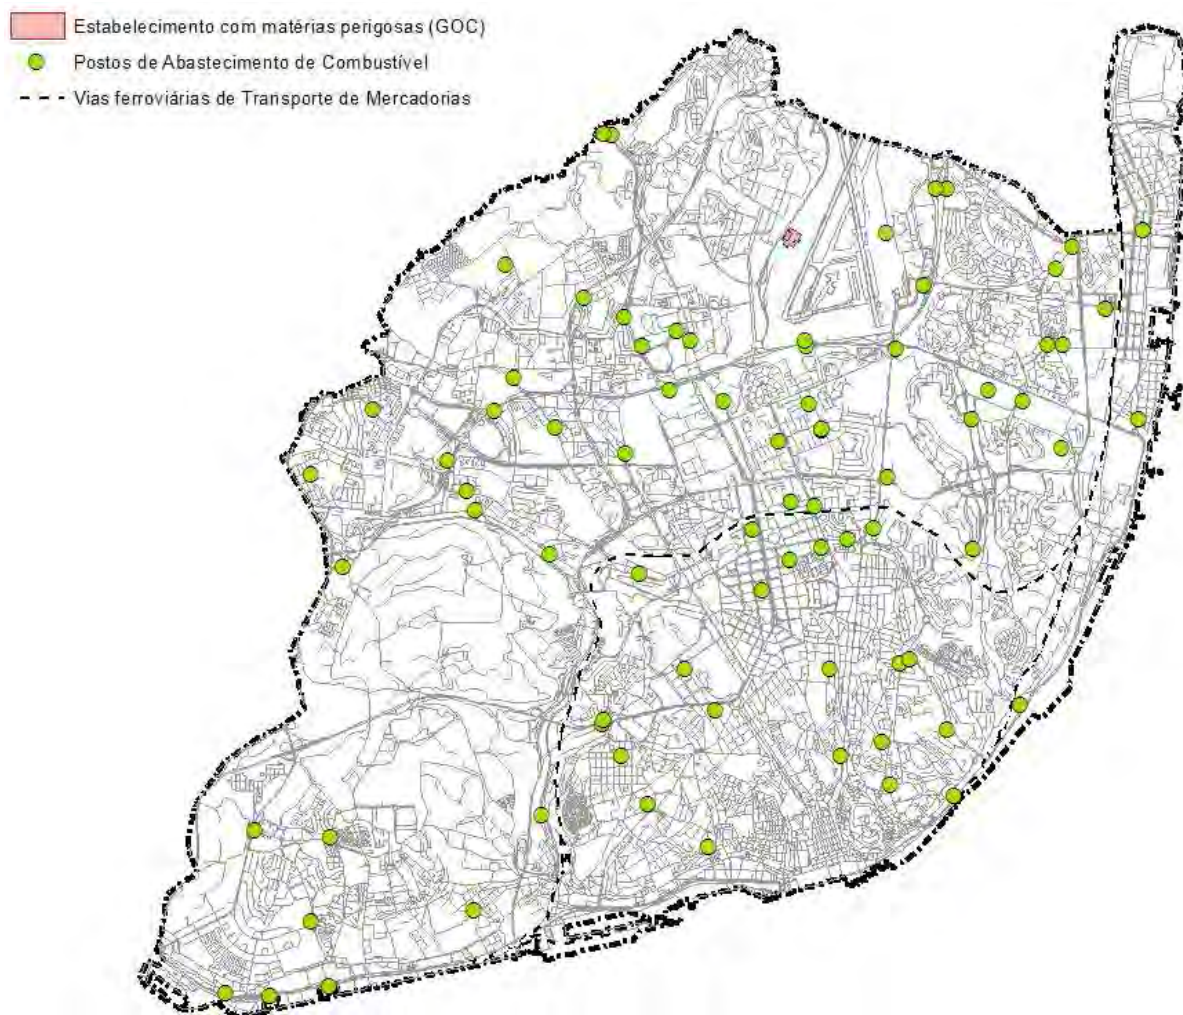 Estabelecimento com matérias perigosas (GOC)
Postos de Abastecimento de Combustível
Vias ferroviárias de Transporte de Mercadorias